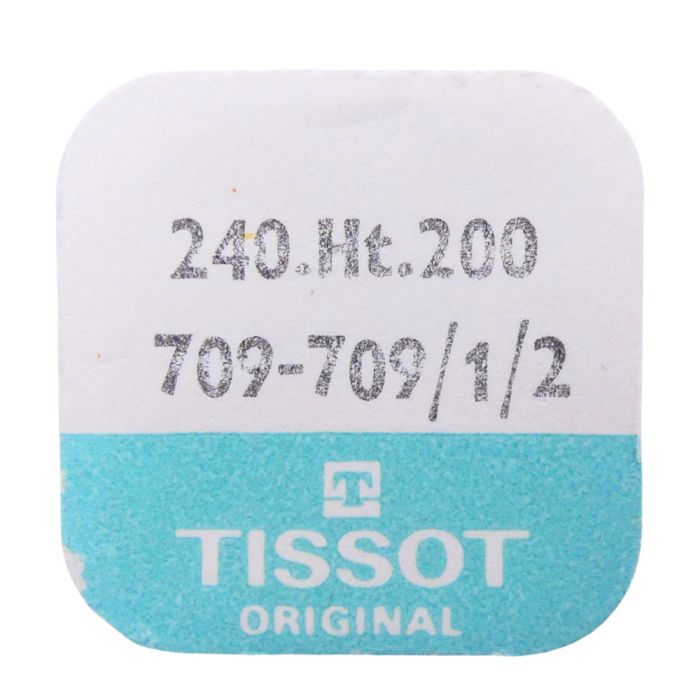 240.Ht.200
709-709/1/2
T
TISSOT
ORIGINAL